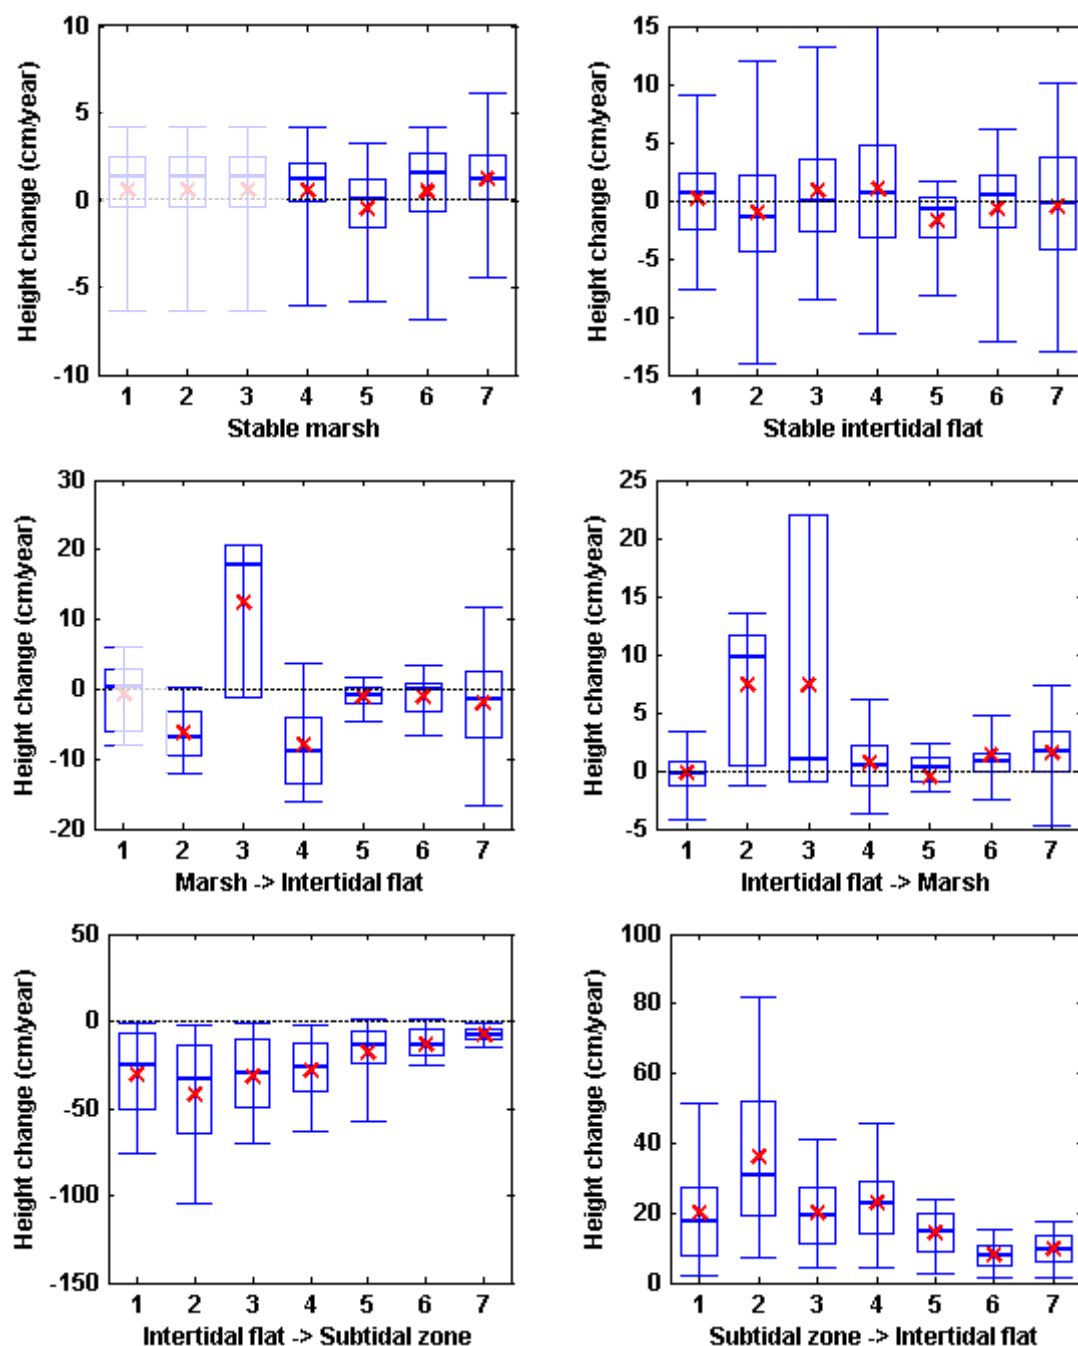 Height change (cm/year)
10
5
0
-5
-10
1 2 3 4 5 6 7
Stable marsh
Height change (cm/year)
15
10
5
0
-5
-10
-15
1 2 3 4 5 6 7
Stable intertidal flat
Height change (cm/year)
30
20
10
0
-10
-20
1 2 3 4 5 6 7
Marsh -> Intertidal flat
Height change (cm/year)
25
20
15
10
5
0
-5
1 2 3 4 5 6 7
Intertidal flat -> Marsh
Height change (cm/year)
50
0
-50
-100
-150
1 2 3 4 5 6 7
Intertidal flat -> Subtidal zone
Height change (cm/year)
100
80
60
40
20
0
1 2 3 4 5 6 7
Subtidal zone -> Intertidal flat